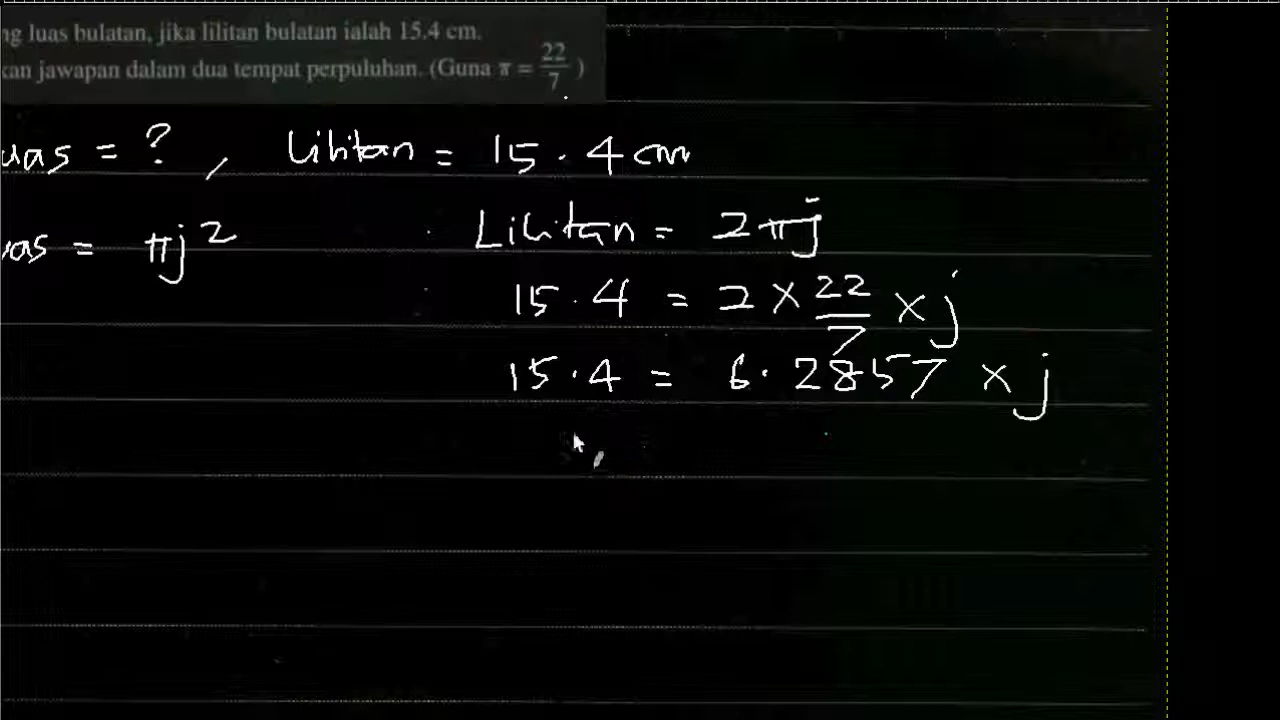 ng luas bulatan, jika lilitan bulatan ialah 15.4 cm.
kan jawapan dalam dua tempat perpuluhan. (Guna π = 22/7)
uas = ? , Lilitan = 15.4 cm
uas = πj² Lilitan = 2πj
15.4 = 2 × 22/7 × j
15.4 = 6.2857 × j